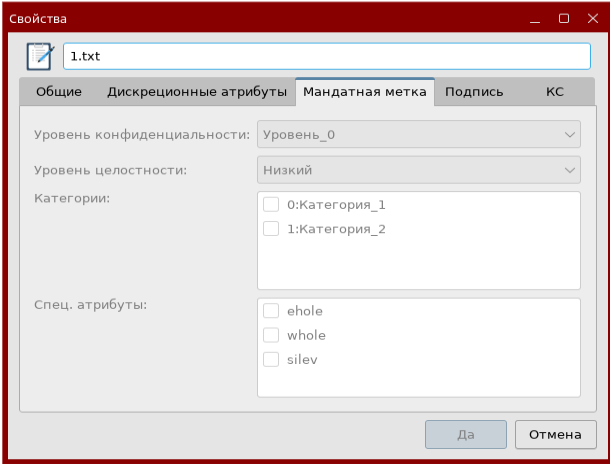 Свойства
1.txt
Общие Дискреционные атрибуты Мандатная метка Подпись КС
Уровень конфиденциальности: Уровень_0
Уровень целостности: Низкий
Категории: 0:Категория_1
1:Категория_2
Спец. атрибуты: ehole
whole
silev
Да Отмена